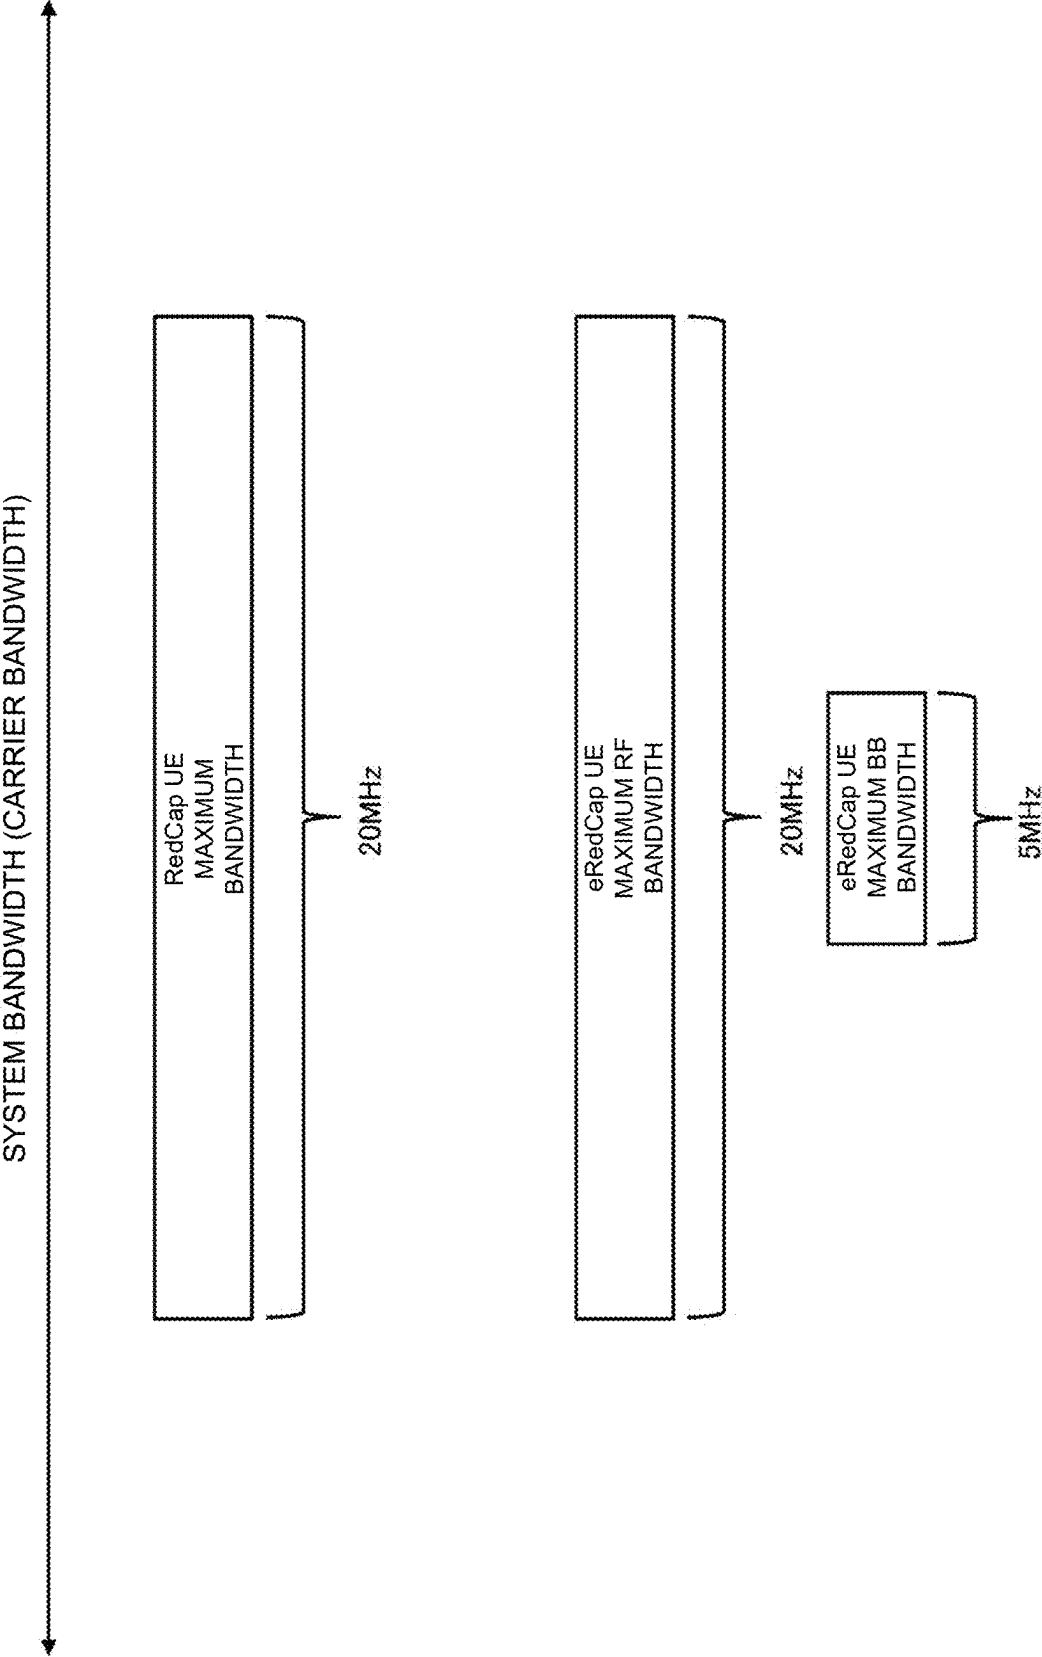 SYSTEM BANDWIDTH (CARRIER BANDWIDTH)
RedCap UE
MAXIMUM
BANDWIDTH
20MHz
eRedCap UE
MAXIMUM RF
BANDWIDTH
20MHz
eRedCap UE
MAXIMUM BB
BANDWIDTH
5MHz